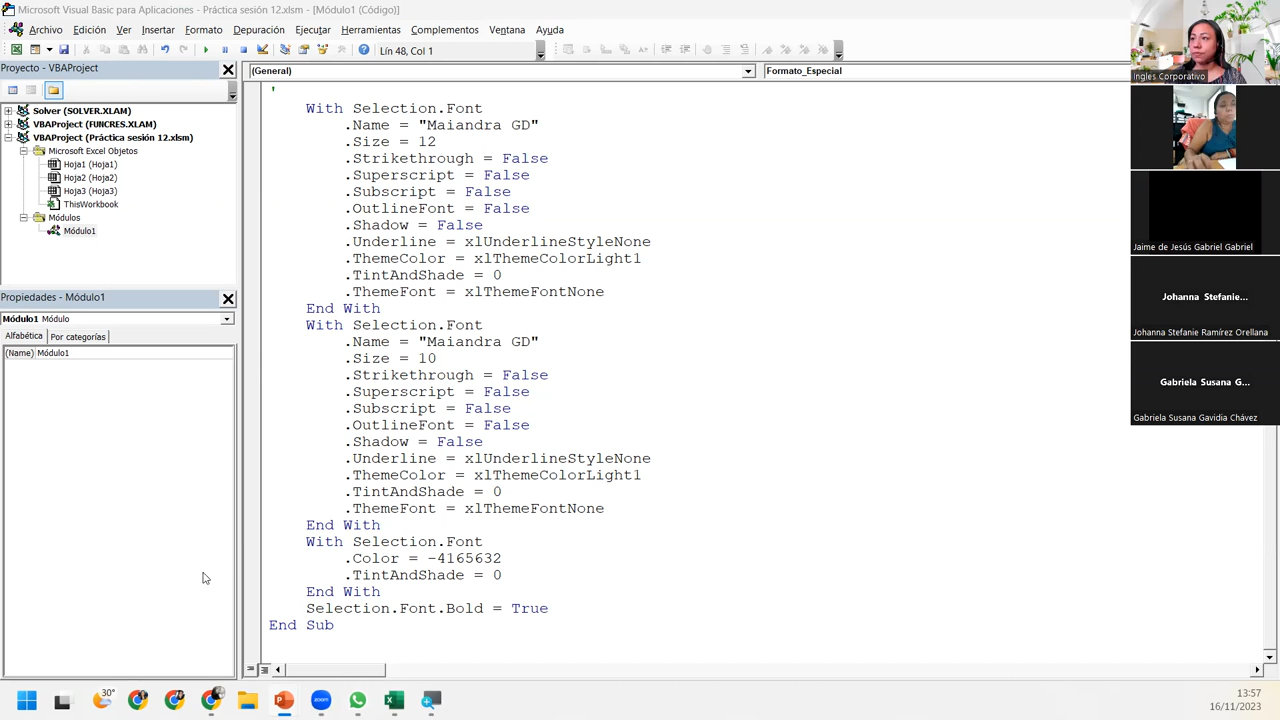 Microsoft Visual Basic para Aplicaciones - Práctica sesión 12.xlsm - [Módulo1 (Código)]
Archivo Edición Ver Insertar Formato Depuración Ejecutar Herramientas Complementos Ventana Ayuda
Lín 48, Col 1
Proyecto - VBAProject
Solver (SOLVER.XLAM)
VBAProject (FUNCRES.XLAM)
VBAProject (Práctica sesión 12.xlsm)
Microsoft Excel Objetos
Hoja1 (Hoja1)
Hoja2 (Hoja2)
Hoja3 (Hoja3)
ThisWorkbook
Módulos
Módulo1
Propiedades - Módulo1
Módulo1 Módulo
Alfabética Por categorías
(Name) Módulo1
(General) Formato_Especial
'
With Selection.Font
.Name = "Maiandra GD"
.Size = 12
.Strikethrough = False
.Superscript = False
.Subscript = False
.OutlineFont = False
.Shadow = False
.Underline = xlUnderlineStyleNone
.ThemeColor = xlThemeColorLight1
.TintAndShade = 0
.ThemeFont = xlThemeFontNone
End With
With Selection.Font
.Name = "Maiandra GD"
.Size = 10
.Strikethrough = False
.Superscript = False
.Subscript = False
.OutlineFont = False
.Shadow = False
.Underline = xlUnderlineStyleNone
.ThemeColor = xlThemeColorLight1
.TintAndShade = 0
.ThemeFont = xlThemeFontNone
End With
With Selection.Font
.Color = -4165632
.TintAndShade = 0
End With
Selection.Font.Bold = True
End Sub
Ingles Corporativo
Jaime de Jesús Gabriel Gabriel
Johanna Stefanie...
Johanna Stefanie Ramírez Orellana
Gabriela Susana G...
Gabriela Susana Gavidia Chávez
30°
zoom
13:57
16/11/2023